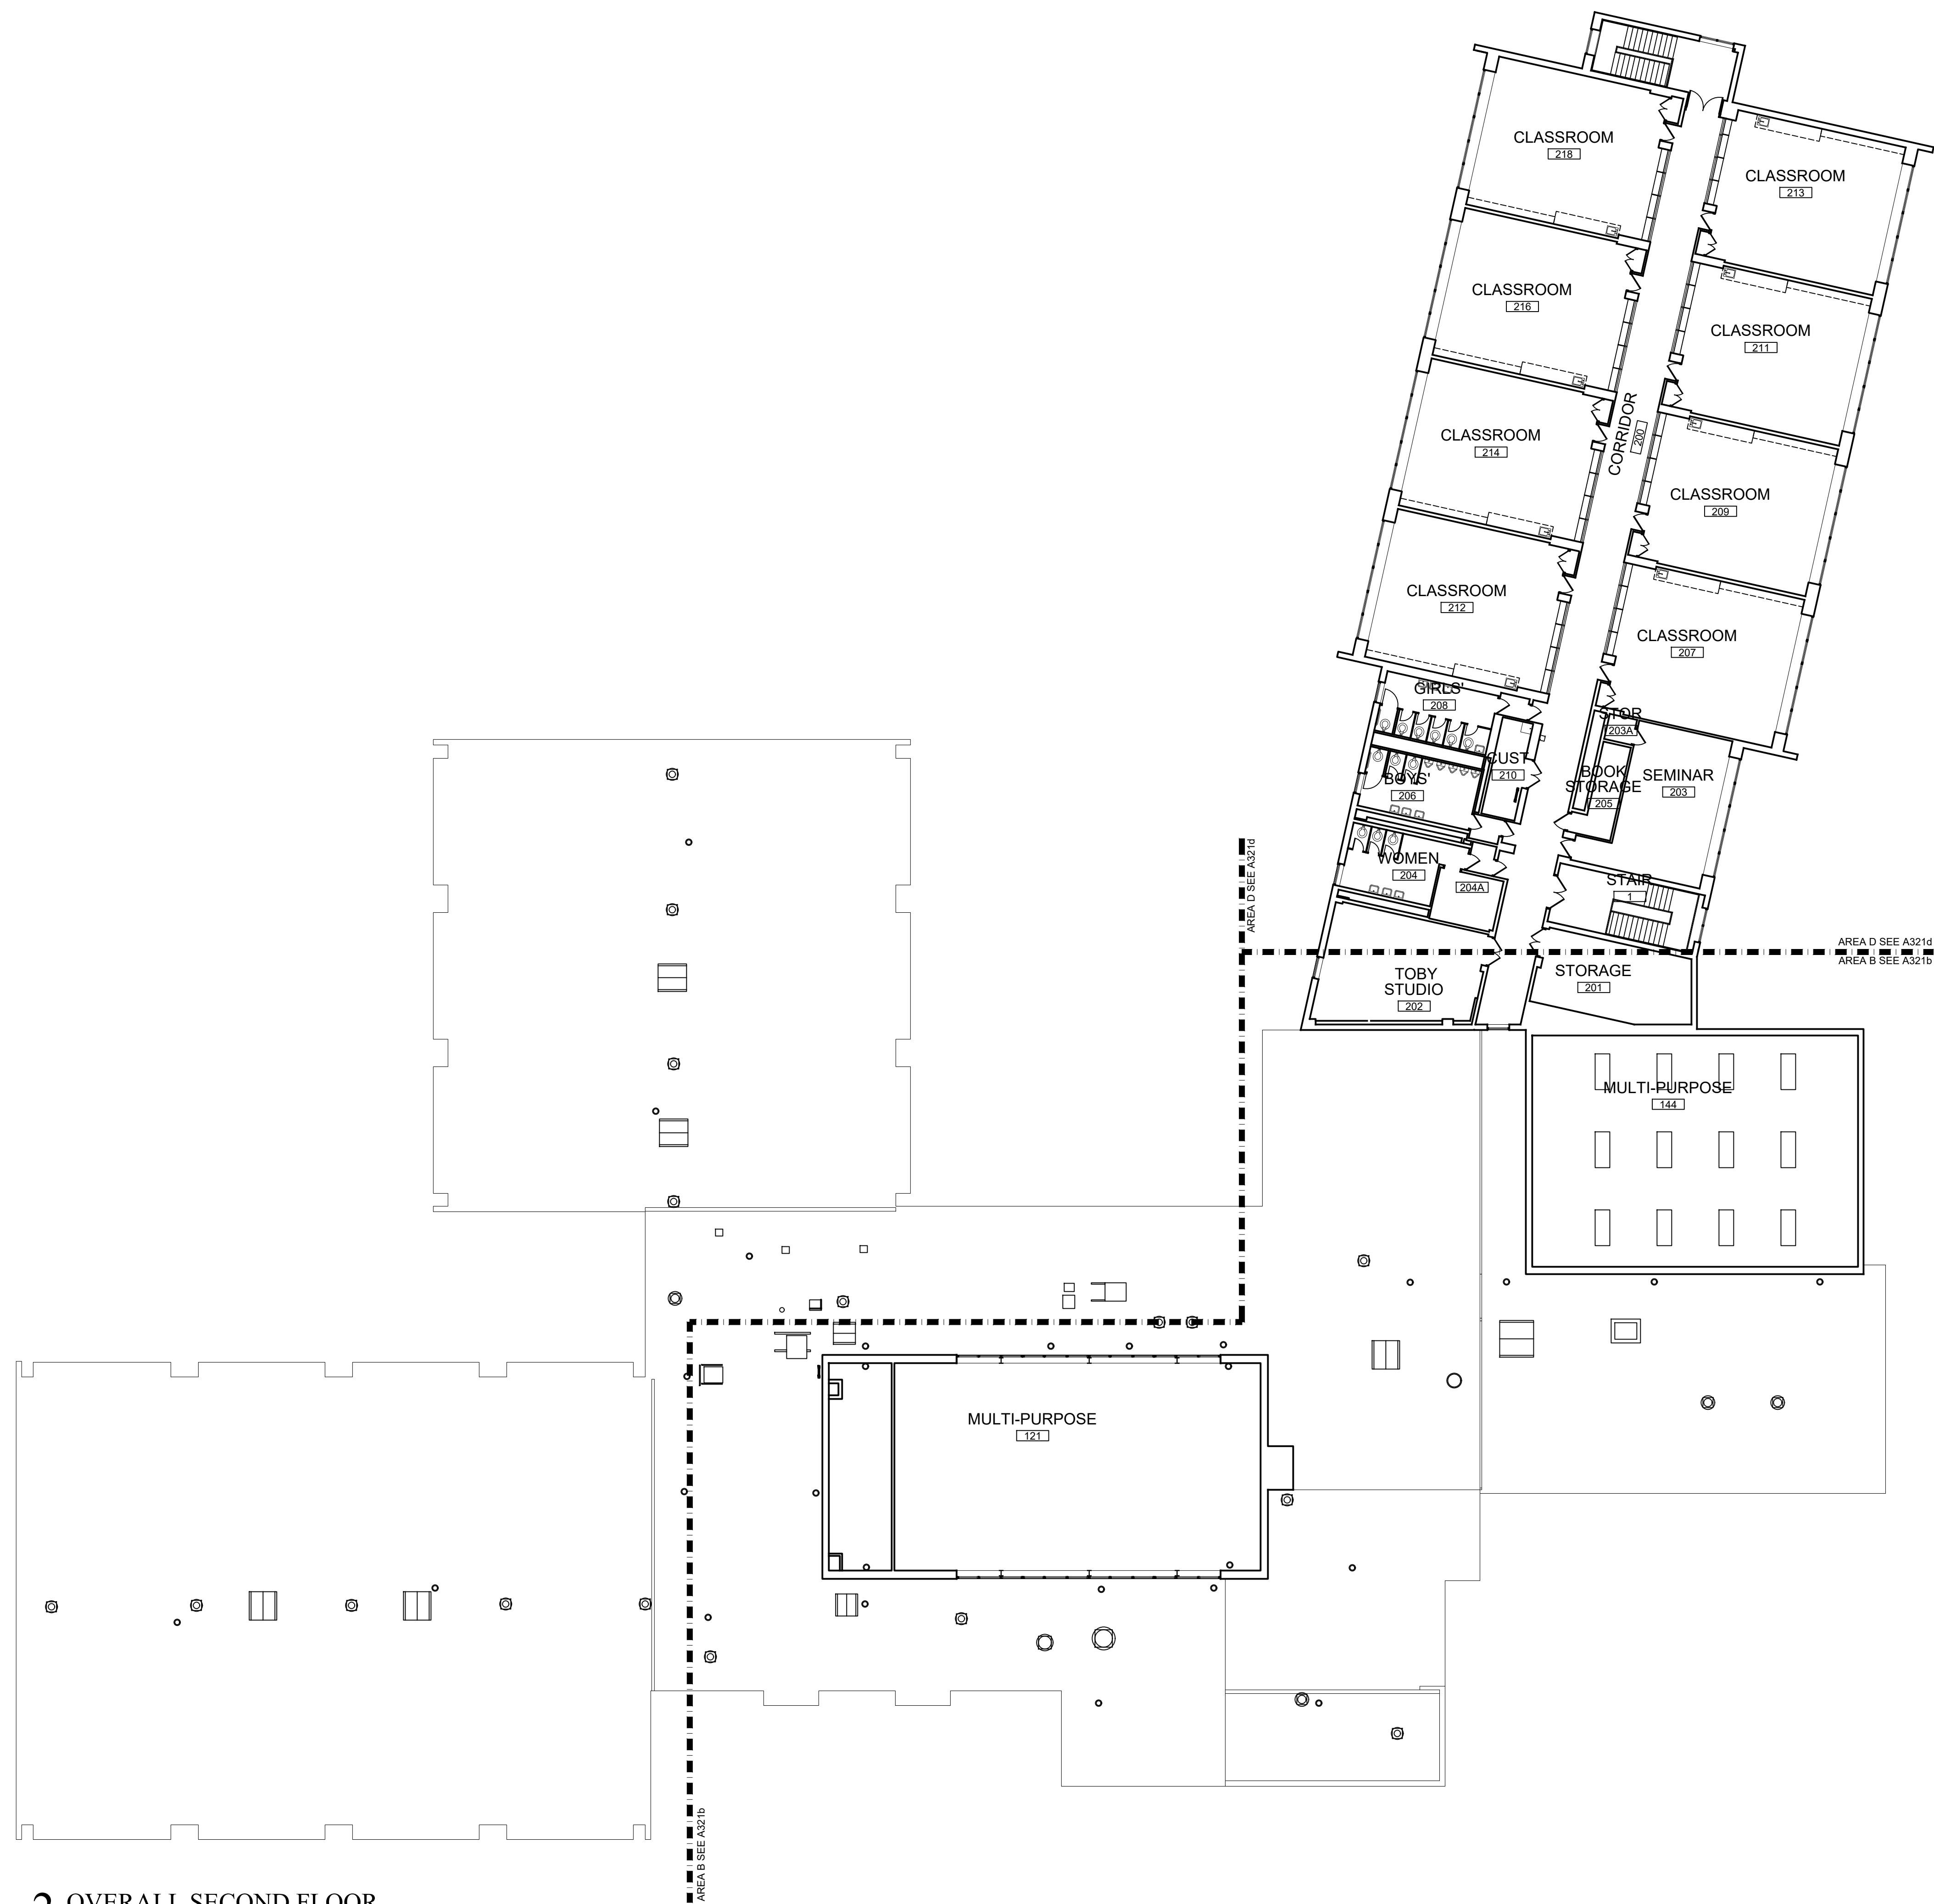 CLASSROOM
218
CLASSROOM
213
CLASSROOM
216
CLASSROOM
211
CORRIDOR
200
CLASSROOM
214
CLASSROOM
209
CLASSROOM
212
CLASSROOM
207
GIRLS'
208
STOR
203A
CUST
210
BOYS'
206
BOOK
STORAGE
205
SEMINAR
203
WOMEN
204
204A
STAIR
1
AREA D SEE A321d
AREA D SEE A321d
AREA B SEE A321b
TOBY
STUDIO
202
STORAGE
201
MULTI-PURPOSE
144
MULTI-PURPOSE
121
AREA B SEE A321b
2 OVERALL SECOND FLOOR